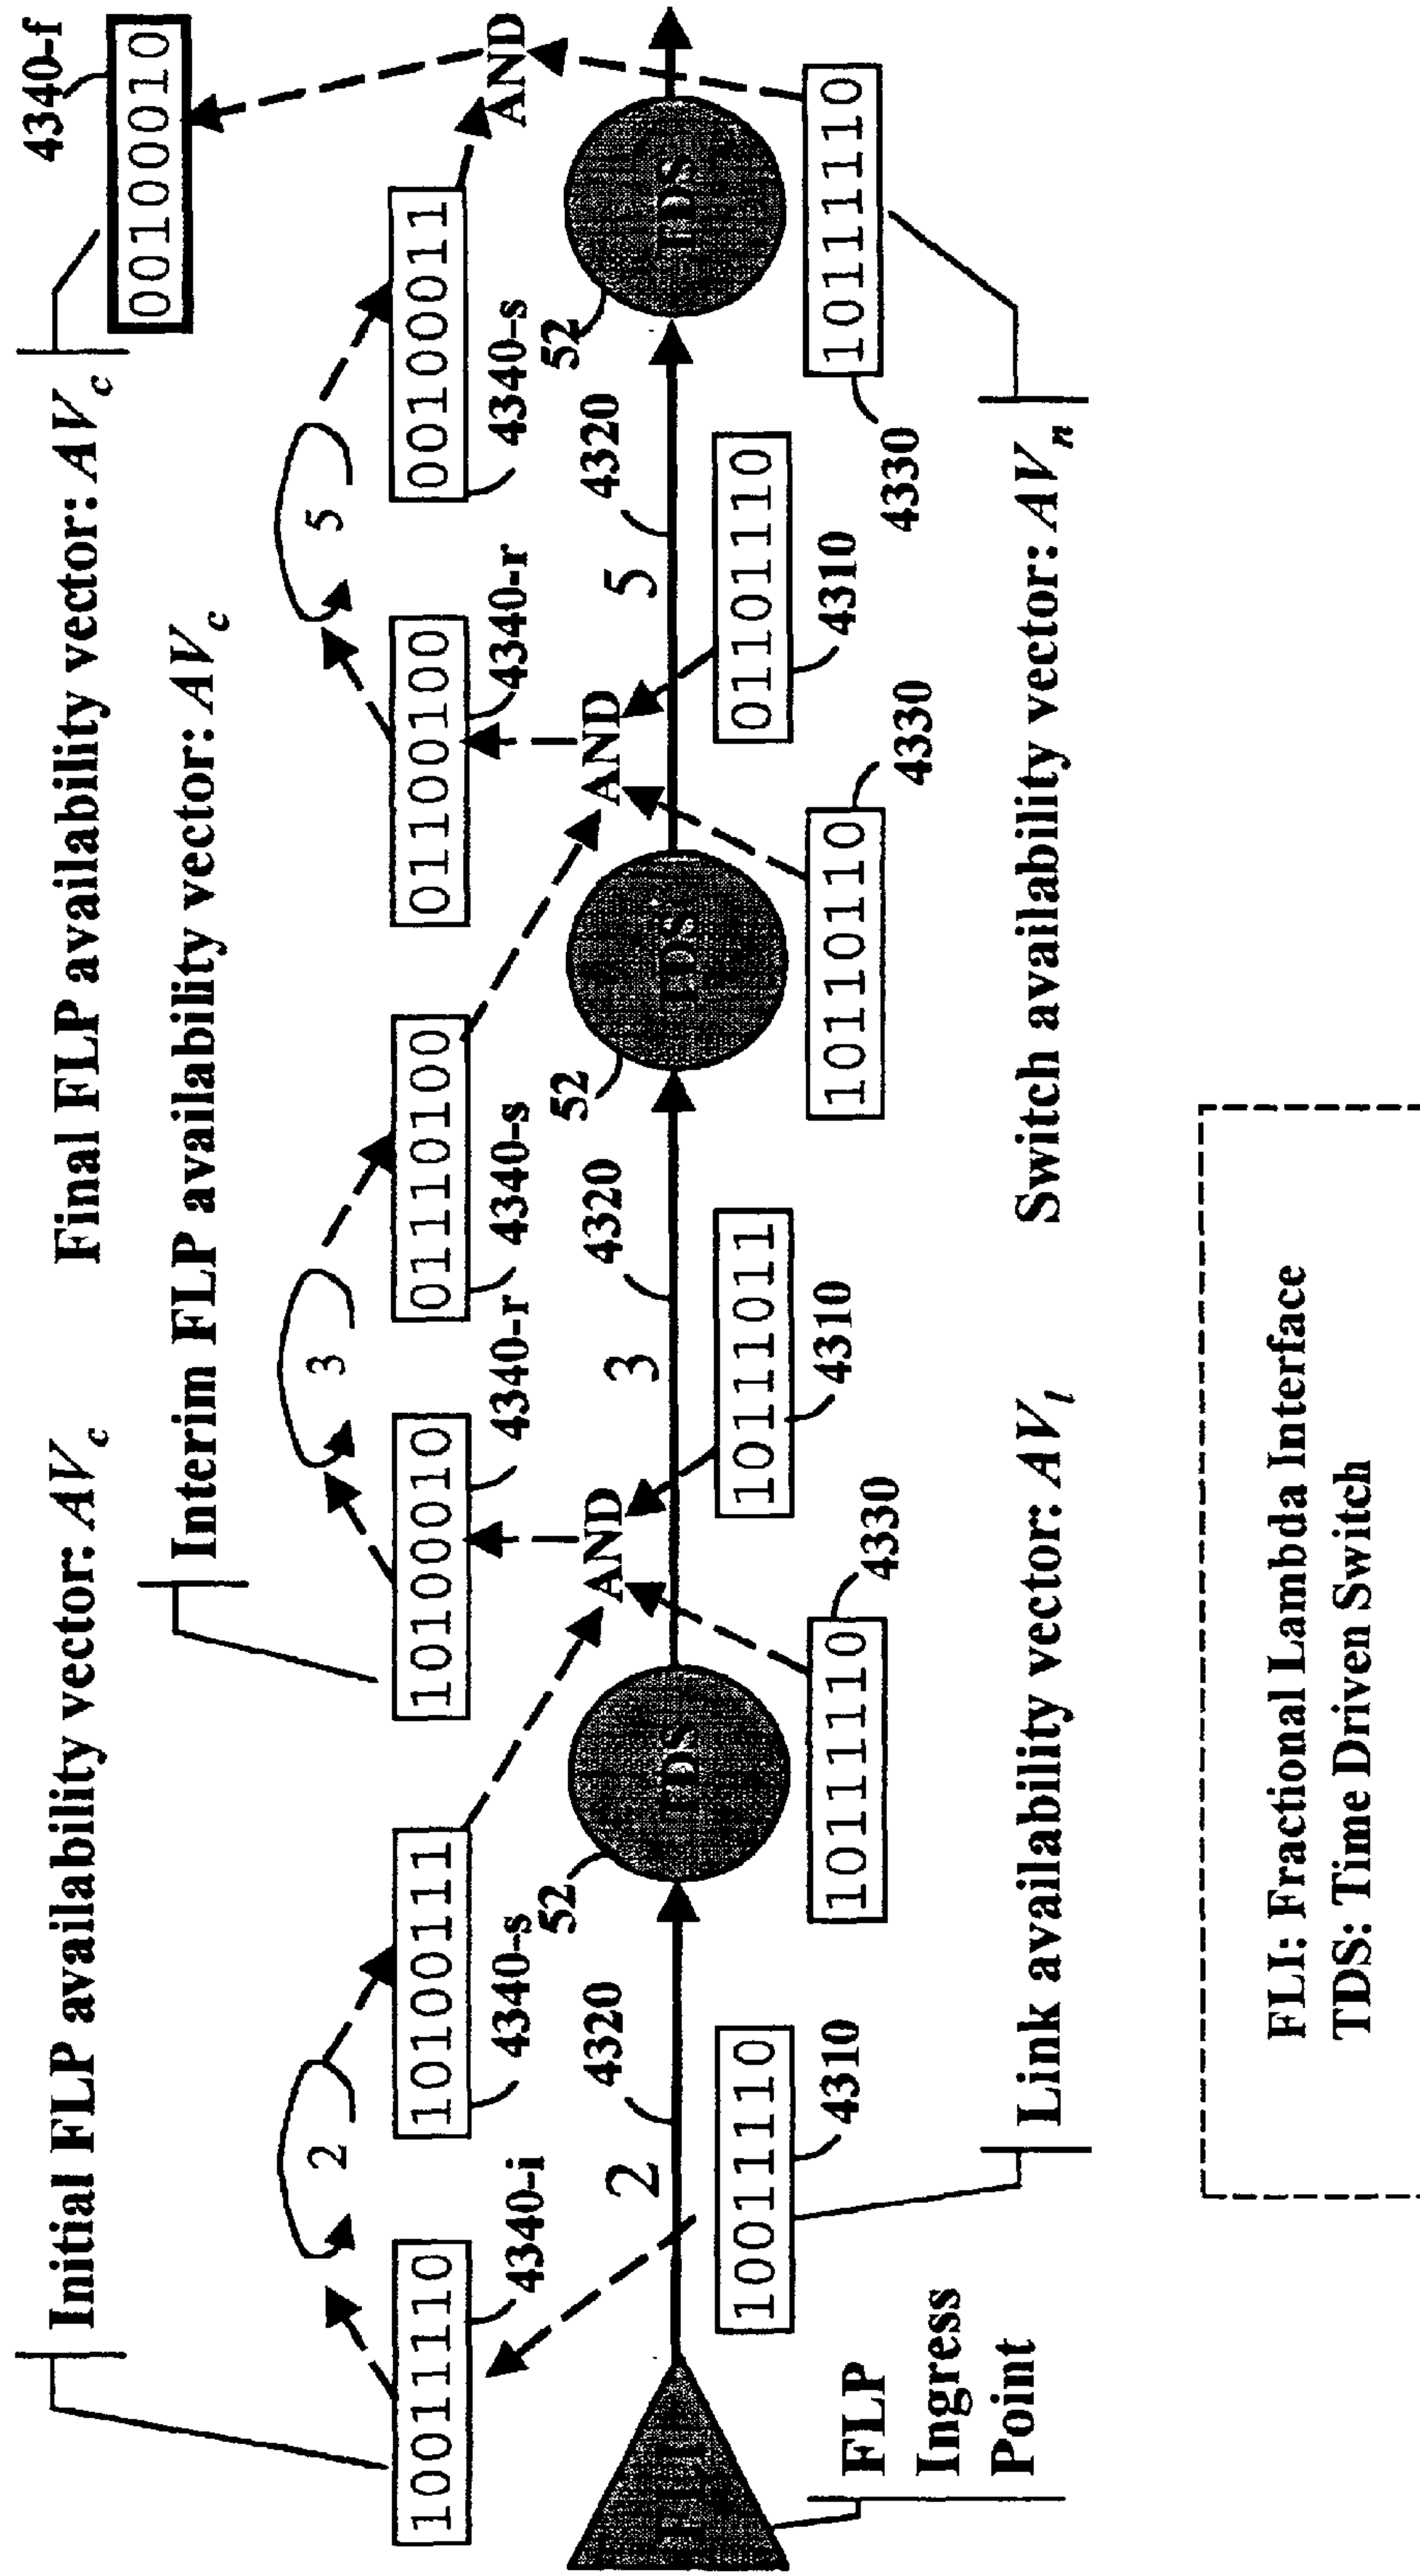 Initial FLP availability vector: AVc
Final FLP availability vector: AVc
4340-f
00100010
Interim FLP availability vector: AVc
2
3
5
10011110
10100111
10100010
01110100
01100100
00100011
4340-i
4340-s
4340-r
4340-s
4340-r
4340-s
AND
AND
AND
52
52
52
2
4320
3
4320
5
4320
TDS
TDS
TDS
10011110
10111011
01101110
4310
4310
4310
10111110
10110110
10111110
4330
4330
4330
FLP
Ingress
Point
Link availability vector: AVl
Switch availability vector: AVn
FLI: Fractional Lambda Interface
TDS: Time Driven Switch